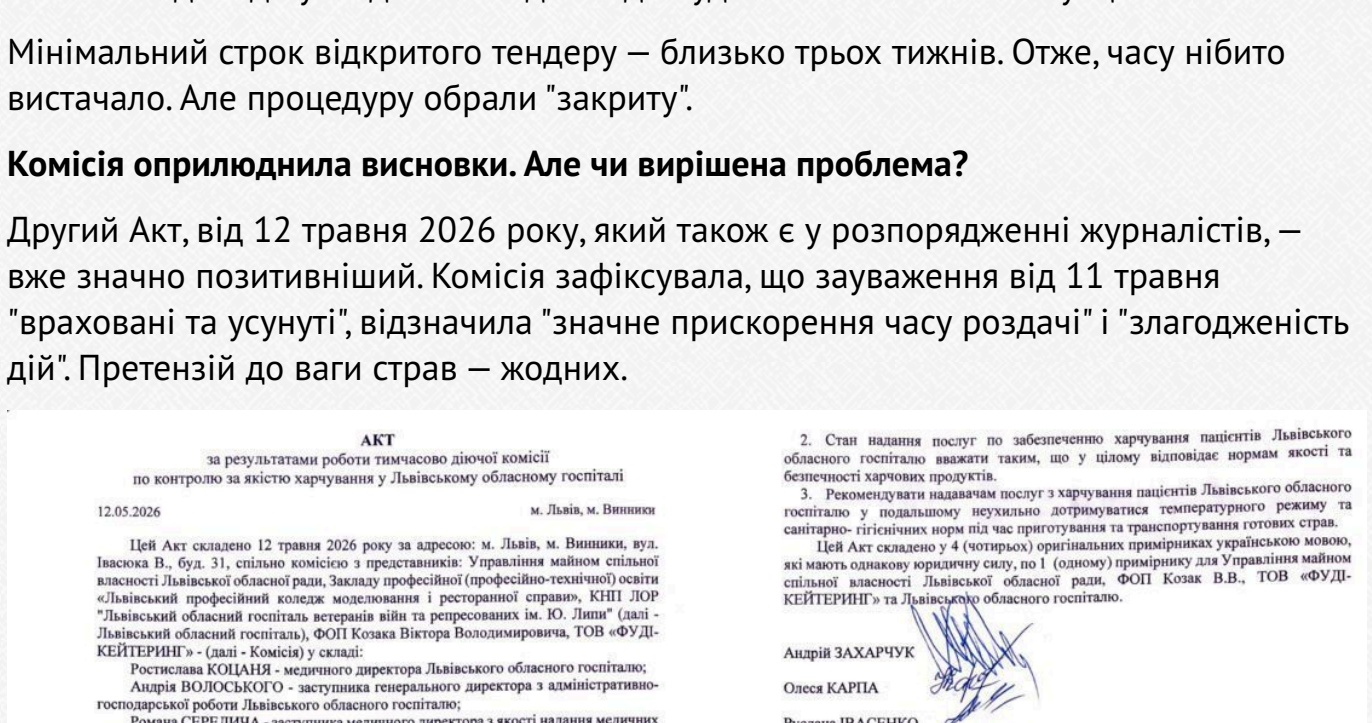 Мінімальний строк відкритого тендеру — близько трьох тижнів. Отже, часу нібито
вистачало. Але процедуру обрали "закриту".
Комісія оприлюднила висновки. Але чи вирішена проблема?
Другий Акт, від 12 травня 2026 року, який також є у розпорядженні журналістів, —
вже значно позитивніший. Комісія зафіксувала, що зауваження від 11 травня
"враховані та усунуті", відзначила "значне прискорення часу роздачі" і "злагодженість
дій". Претензій до ваги страв — жодних.
АКТ
за результатами роботи тимчасово діючої комісії
по контролю за якістю харчування у Львівському обласному госпіталі
12.05.2026 м. Львів, м. Винники
Цей Акт складено 12 травня 2026 року за адресою: м. Львів, м. Винники, вул.
Івасюка В., буд. 31, спільно комісією з представників: Управління майном спільної
власності Львівської обласної ради, Закладу професійної (професійно-технічної) освіти
«Львівський професійний коледж моделювання і ресторанної справи», КНП ЛОР
"Львівський обласний госпіталь ветеранів війн та репресованих ім. Ю. Липи" (далі -
Львівський обласний госпіталь), ФОП Козака Віктора Володимировича, ТОВ «ФУДІ-
КЕЙТЕРИНГ» - (далі - Комісія) у складі:
Ростислава КОЦАНЯ - медичного директора Львівського обласного госпіталю;
Андрія ВОЛОСЬКОГО - заступника генерального директора з адміністративно-
господарської роботи Львівського обласного госпіталю;
Романа СЕРЕДИЧА - заступника медичного директора з якості надання медичних
2. Стан надання послуг по забезпеченню харчування пацієнтів Львівського
обласного госпіталю вважати таким, що у цілому відповідає нормам якості та
безпечності харчових продуктів.
3. Рекомендувати надавачам послуг з харчування пацієнтів Львівського обласного
госпіталю у подальшому неухильно дотримуватися температурного режиму та
санітарно- гігієнічних норм під час приготування та транспортування готових страв.
Цей Акт складено у 4 (чотирьох) оригінальних примірниках українською мовою,
які мають однакову юридичну силу, по 1 (одному) примірнику для Управління майном
спільної власності Львівської обласної ради, ФОП Козак В.В., ТОВ «ФУДІ-
КЕЙТЕРИНГ» та Львівського обласного госпіталю.
Андрій ЗАХАРЧУК
Олеся КАРПА
Руслана ІВАСЕНКО